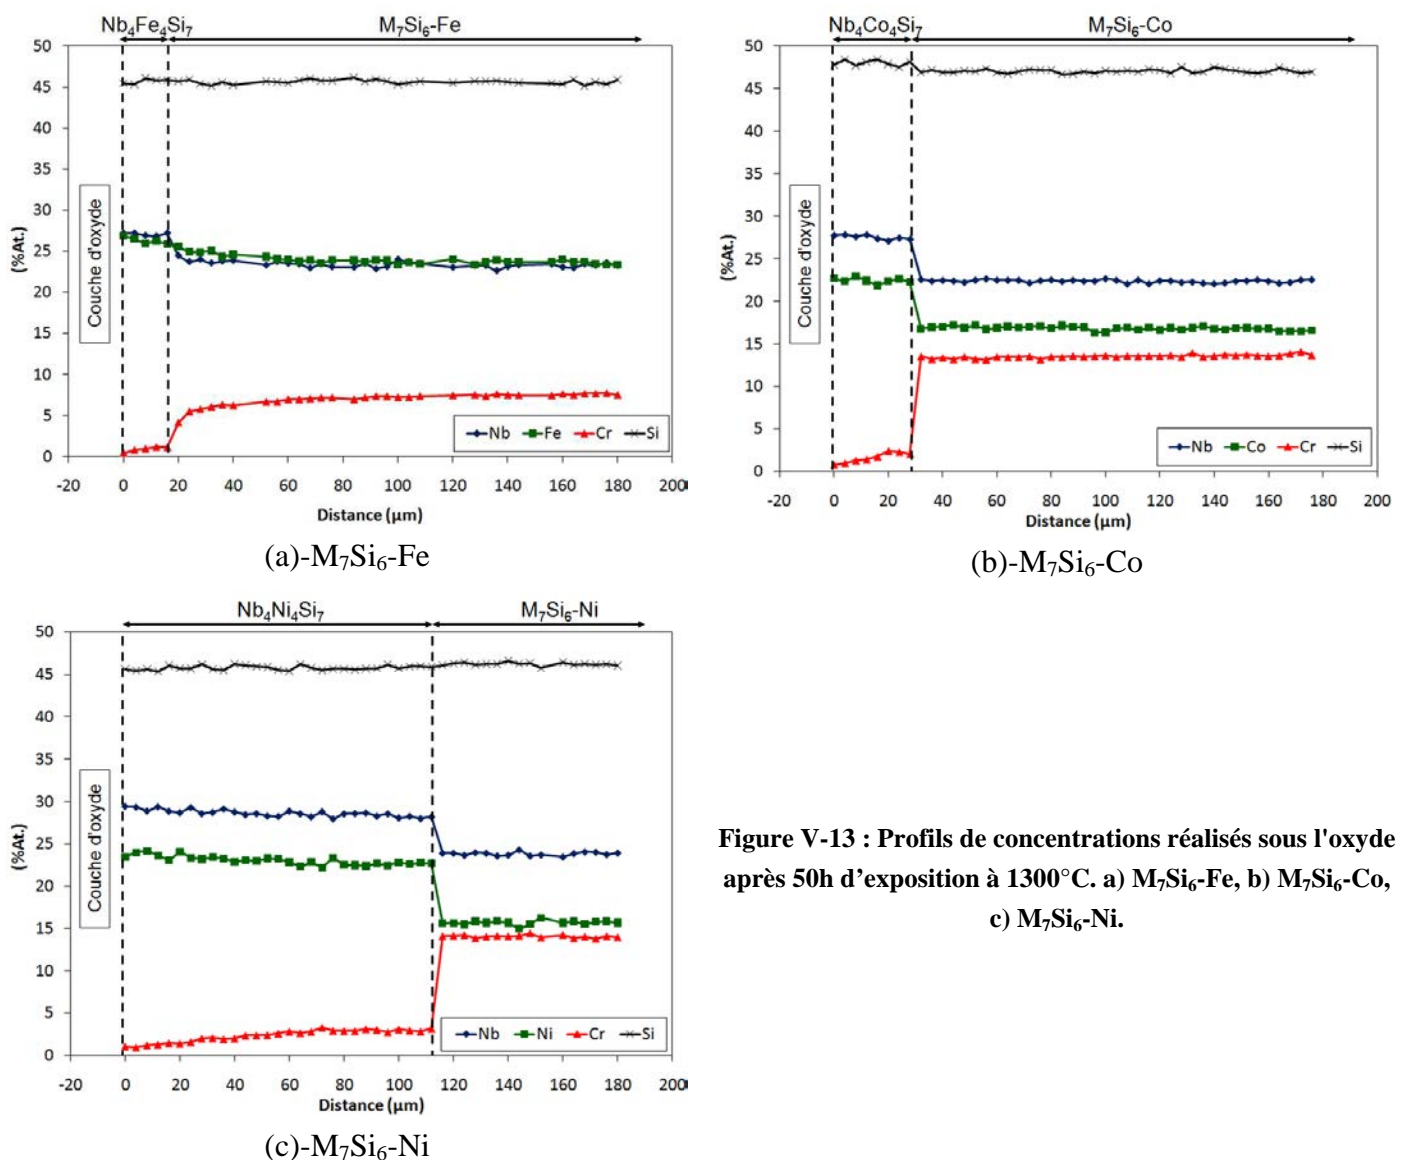 Nb₄Fe₄Si₇ M₇Si₆-Fe
50
45
40
35
30
25
20
15
10
5
0
(%At.)
Couche d'oxyde
Nb Fe Cr Si
-20 0 20 40 60 80 100 120 140 160 180 200
Distance (µm)
(a)-M₇Si₆-Fe
Nb₄Co₄Si₇ M₇Si₆-Co
50
45
40
35
30
25
20
15
10
5
0
(%At.)
Couche d'oxyde
Nb Co Cr Si
-20 0 20 40 60 80 100 120 140 160 180 200
Distance (µm)
(b)-M₇Si₆-Co
Nb₄Ni₄Si₇ M₇Si₆-Ni
50
45
40
35
30
25
20
15
10
5
0
(%At.)
Couche d'oxyde
Nb Ni Cr Si
-20 0 20 40 60 80 100 120 140 160 180 200
Distance (µm)
(c)-M₇Si₆-Ni
Figure V-13 : Profils de concentrations réalisés sous l'oxyde
après 50h d’exposition à 1300°C. a) M₇Si₆-Fe, b) M₇Si₆-Co,
c) M₇Si₆-Ni.